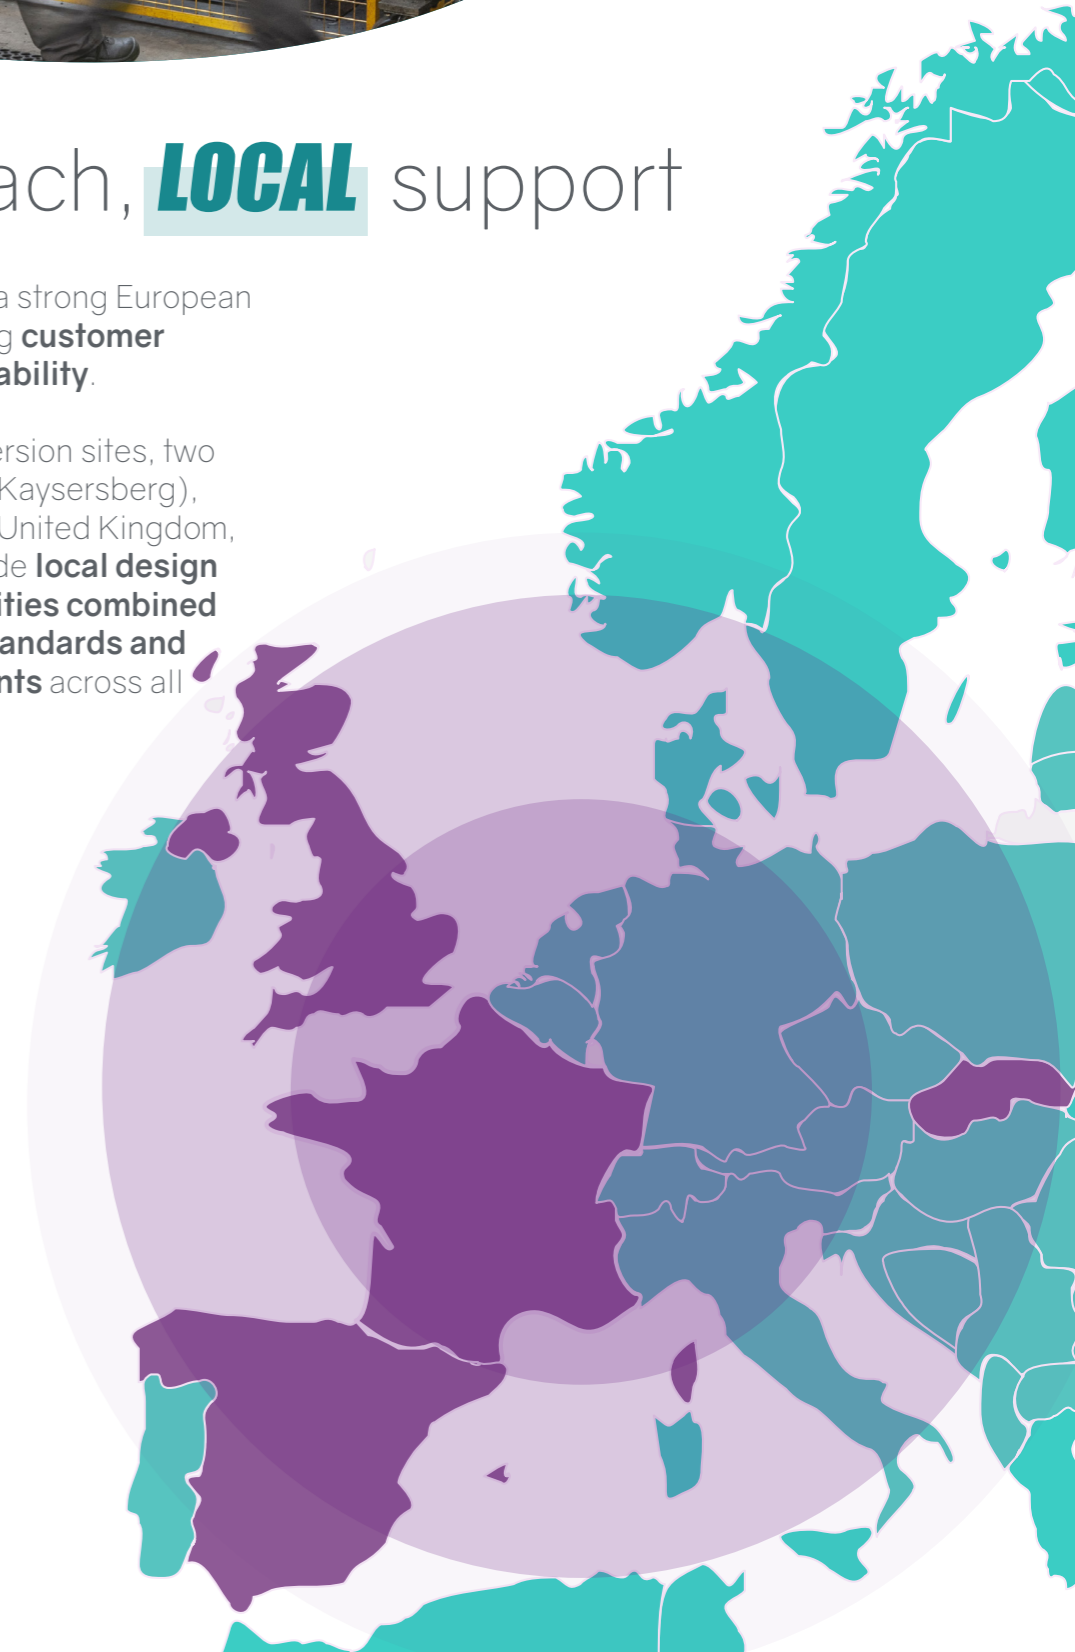 ach, LOCAL support
a strong European
g customer
ability.
ersion sites, two
Kaysersberg),
United Kingdom,
de local design
ities combined
tandards and
nts across all